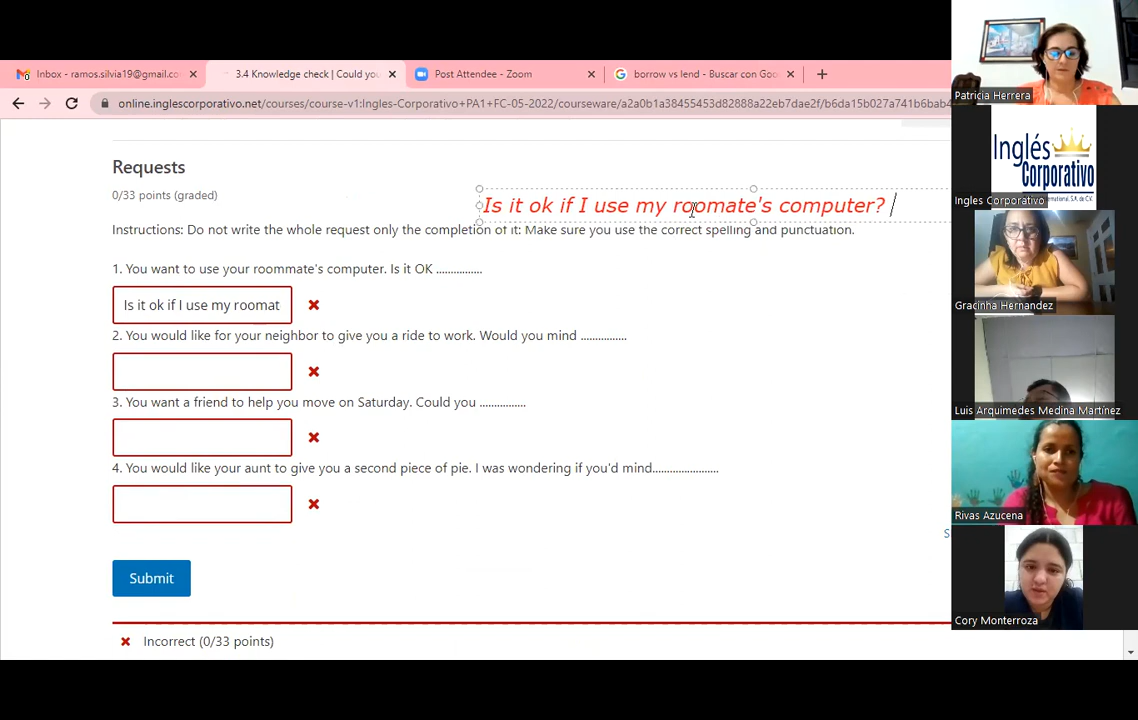 Inbox - ramos.silvia19@gmail.co
3.4 Knowledge check | Could you
Post Attendee - Zoom
borrow vs lend - Buscar con Goo
online.inglescorporativo.net/courses/course-v1:Ingles-Corporativo+PA1+FC-05-2022/courseware/a2a0b1a38455453d82888a22eb7dae2f/b6da15b027a741b6bab4
Requests
0/33 points (graded)
Is it ok if I use my roomate's computer?
Instructions: Do not write the whole request only the completion of it: Make sure you use the correct spelling and punctuation.
1. You want to use your roommate's computer. Is it OK ................
Is it ok if I use my roomat
2. You would like for your neighbor to give you a ride to work. Would you mind ................
3. You want a friend to help you move on Saturday. Could you ................
4. You would like your aunt to give you a second piece of pie. I was wondering if you'd mind.......................
S
Submit
Incorrect (0/33 points)
Patricia Herrera
Inglés
Corporativo
Ingles Corporativo
Gracinha Hernandez
Luis Arquimedes Medina Martínez
Rivas Azucena
Cory Monterroza